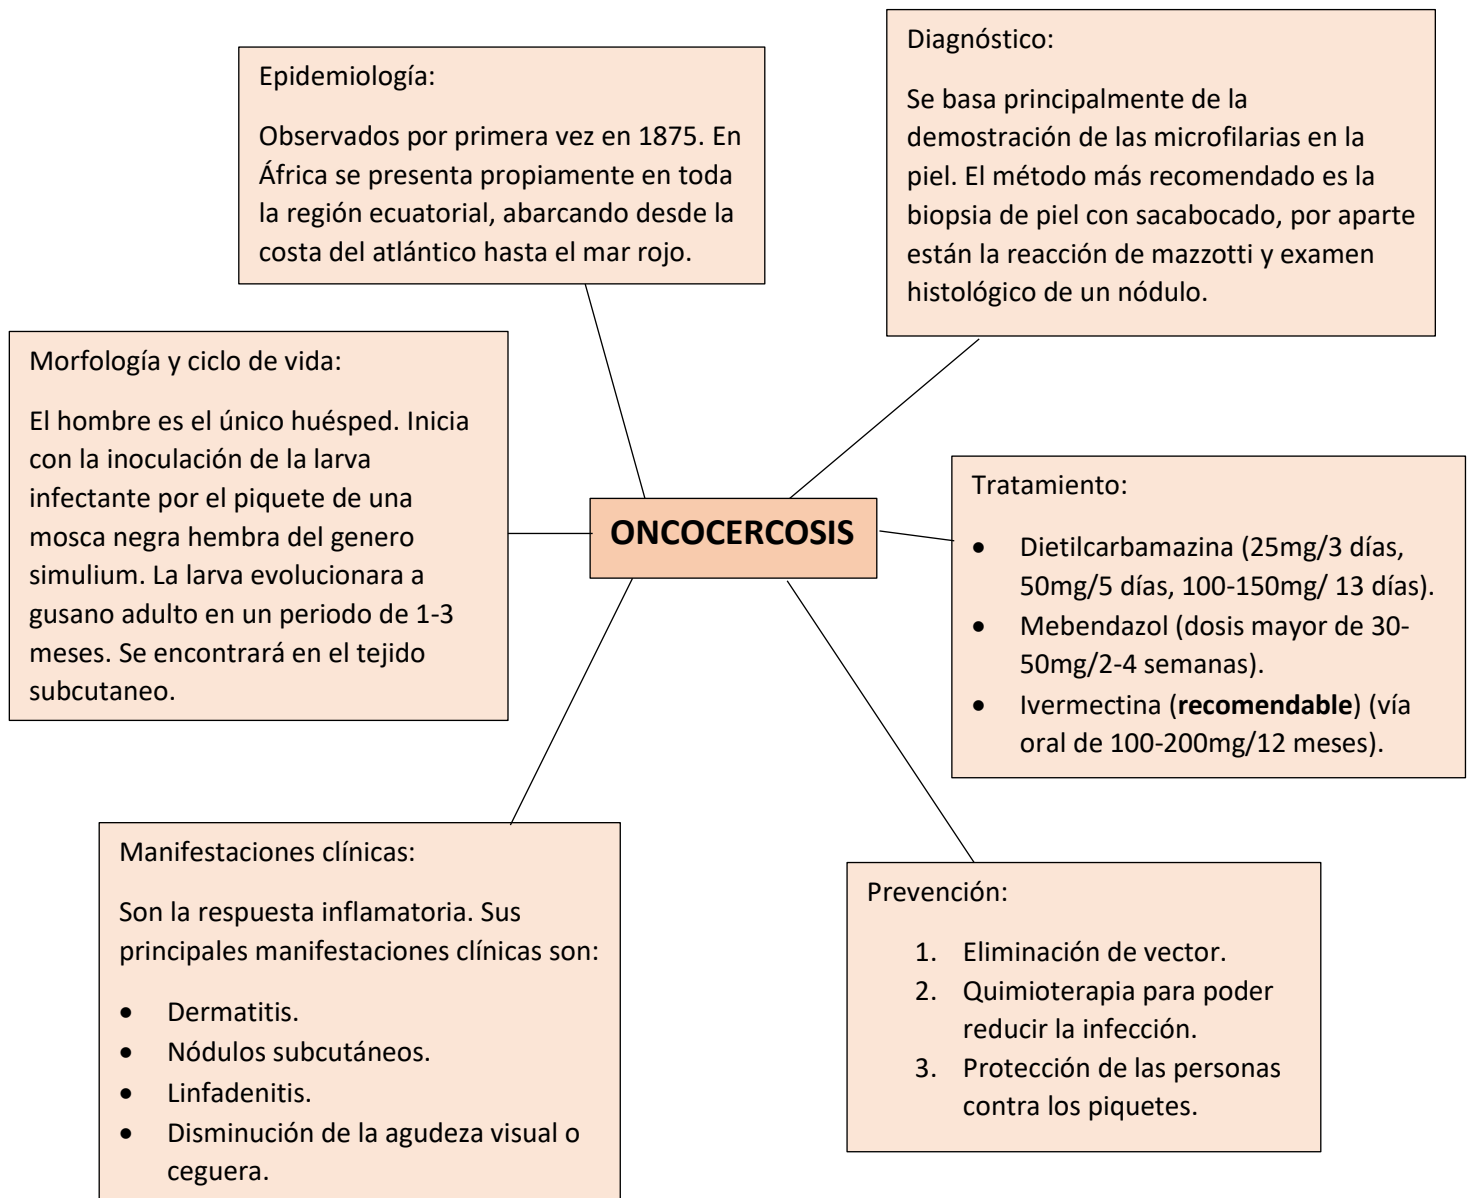 Epidemiología:
Observados por primera vez en 1875. En
África se presenta propiamente en toda
la región ecuatorial, abarcando desde la
costa del atlántico hasta el mar rojo.
Diagnóstico:
Se basa principalmente de la
demostración de las microfilarias en la
piel. El método más recomendado es la
biopsia de piel con sacabocado, por aparte
están la reacción de mazzotti y examen
histológico de un nódulo.
Morfología y ciclo de vida:
El hombre es el único huésped. Inicia
con la inoculación de la larva
infectante por el piquete de una
mosca negra hembra del genero
simulium. La larva evolucionara a
gusano adulto en un periodo de 1-3
meses. Se encontrará en el tejido
subcutaneo.
ONCOCERCOSIS
Tratamiento:
• Dietilcarbamazina (25mg/3 días,
50mg/5 días, 100-150mg/ 13 días).
• Mebendazol (dosis mayor de 30-
50mg/2-4 semanas).
• Ivermectina (recomendable) (vía
oral de 100-200mg/12 meses).
Manifestaciones clínicas:
Son la respuesta inflamatoria. Sus
principales manifestaciones clínicas son:
• Dermatitis.
• Nódulos subcutáneos.
• Linfadenitis.
• Disminución de la agudeza visual o
ceguera.
Prevención:
1. Eliminación de vector.
2. Quimioterapia para poder
reducir la infección.
3. Protección de las personas
contra los piquetes.